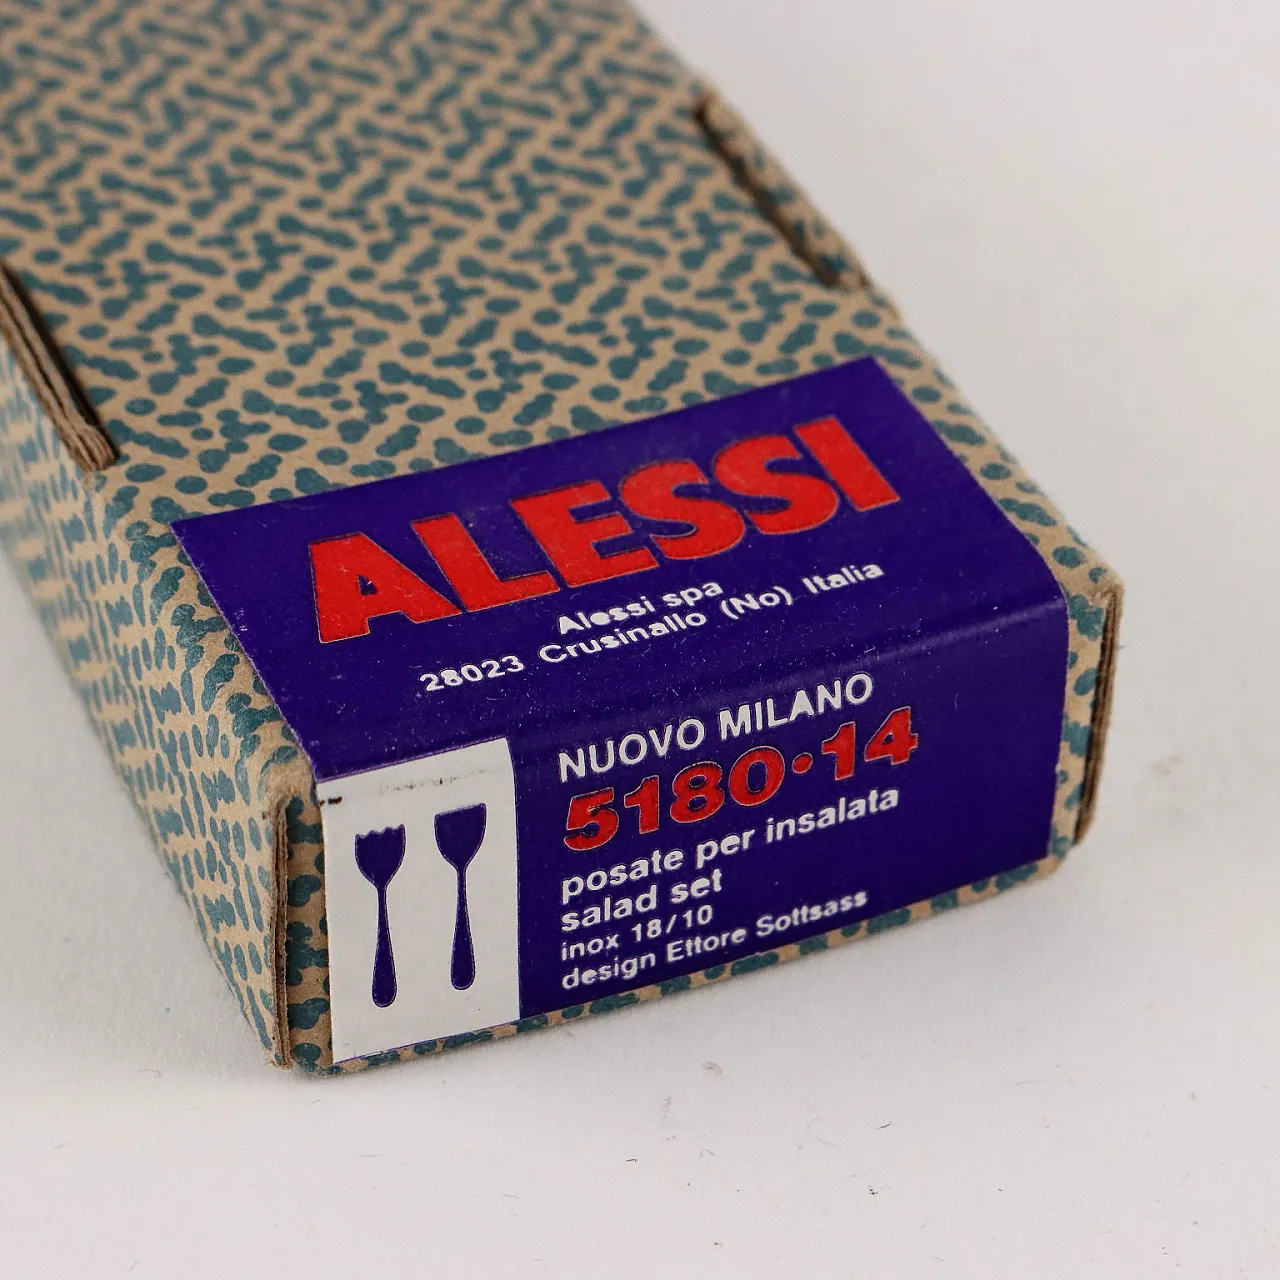 ALESSI
Alessi spa
28023 Crusinallo (No) Italia
NUOVO MILANO
5180·14
posate per insalata
salad set
inox 18/10
design Ettore Sottsass